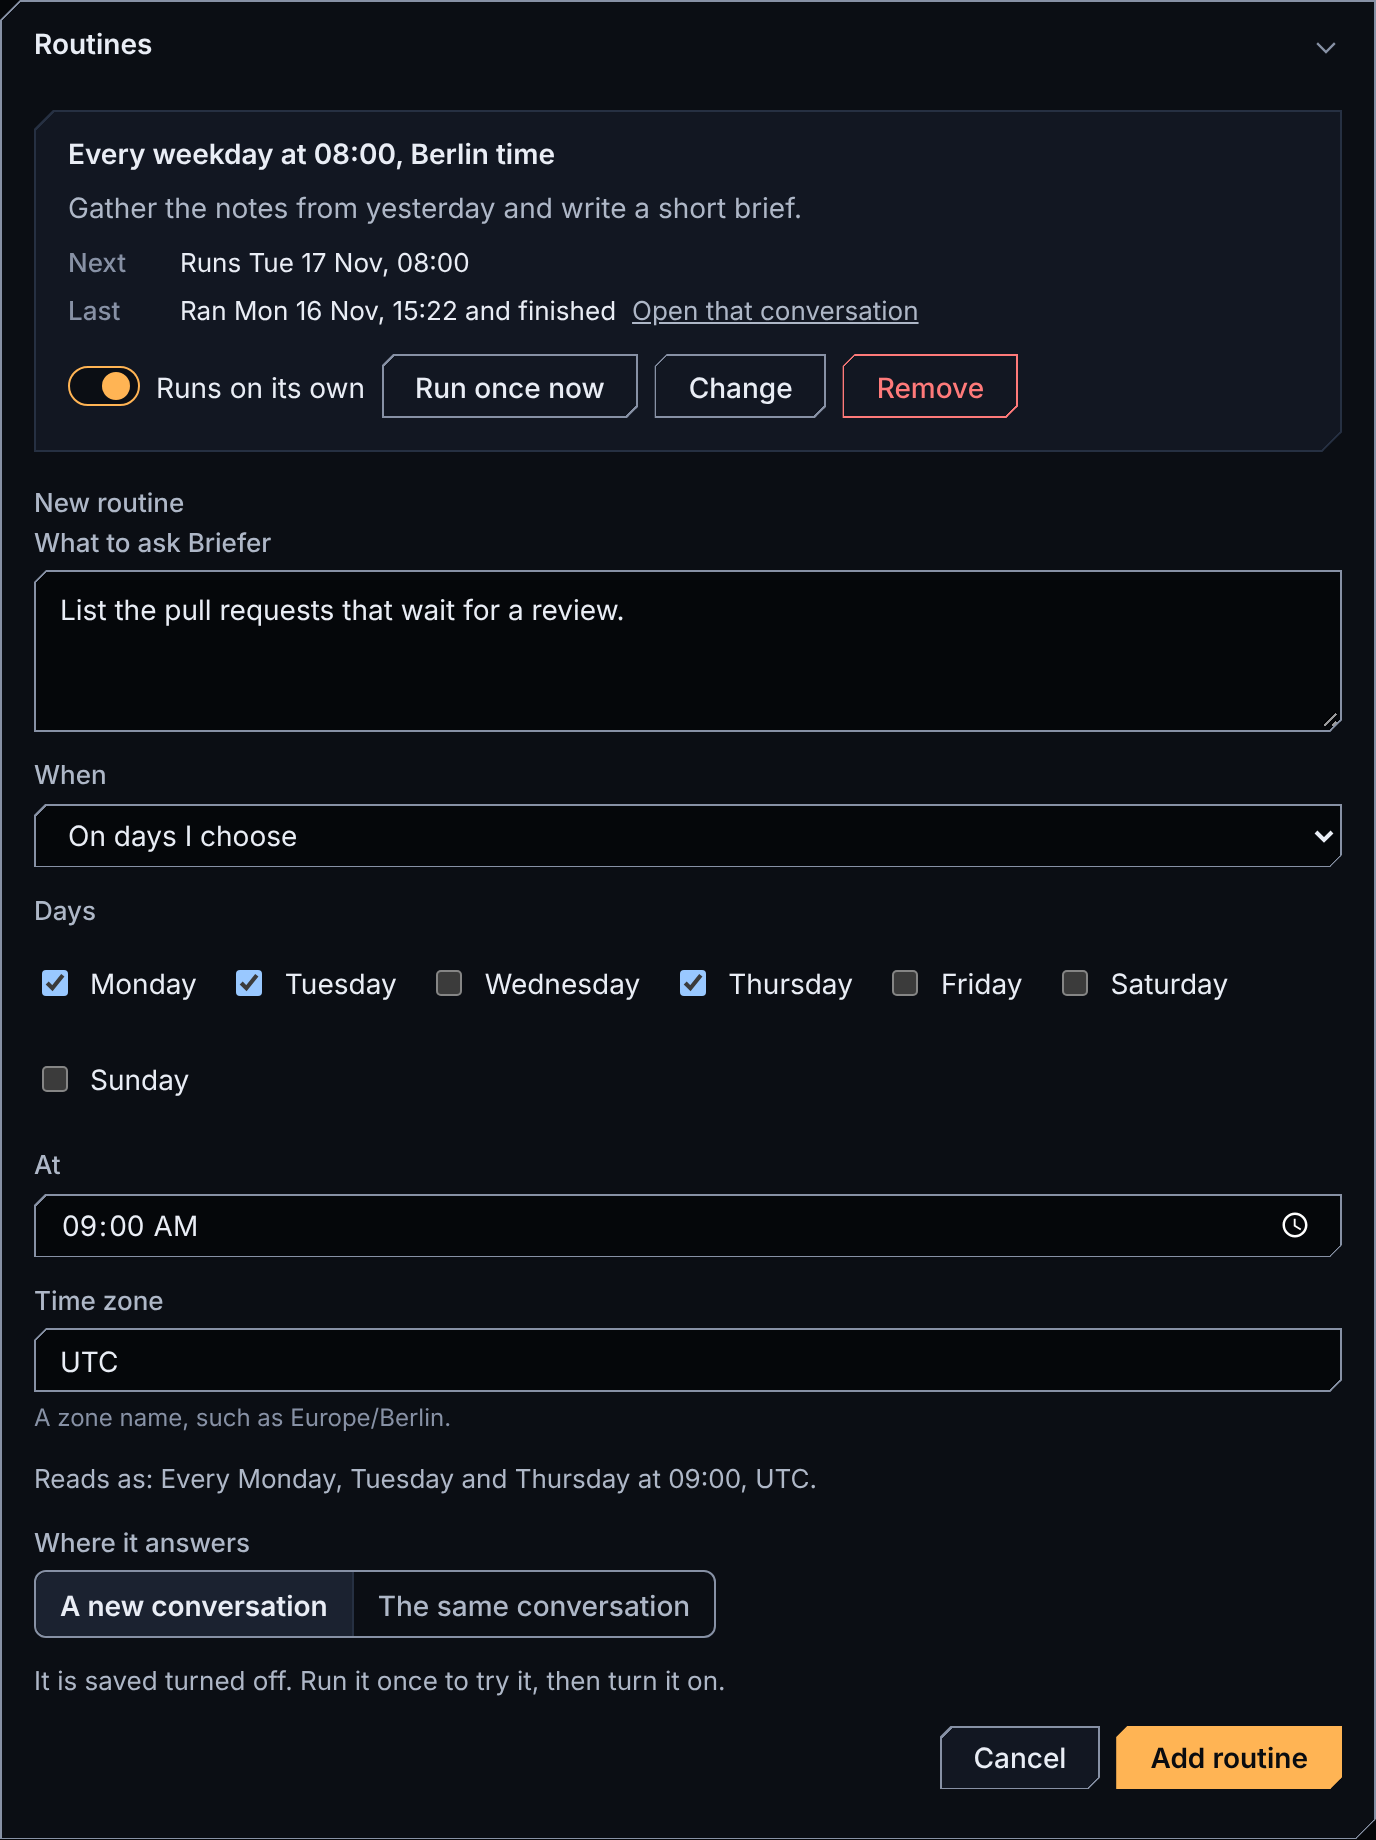 Routines
Every weekday at 08:00, Berlin time
Gather the notes from yesterday and write a short brief.
Next Runs Tue 17 Nov, 08:00
Last Ran Mon 16 Nov, 15:22 and finished Open that conversation
Runs on its own Run once now Change Remove
New routine
What to ask Briefer
List the pull requests that wait for a review.
When
On days I choose
Days
Monday Tuesday Wednesday Thursday Friday Saturday
Sunday
At
09:00 AM
Time zone
UTC
A zone name, such as Europe/Berlin.
Reads as: Every Monday, Tuesday and Thursday at 09:00, UTC.
Where it answers
A new conversation The same conversation
It is saved turned off. Run it once to try it, then turn it on.
Cancel Add routine